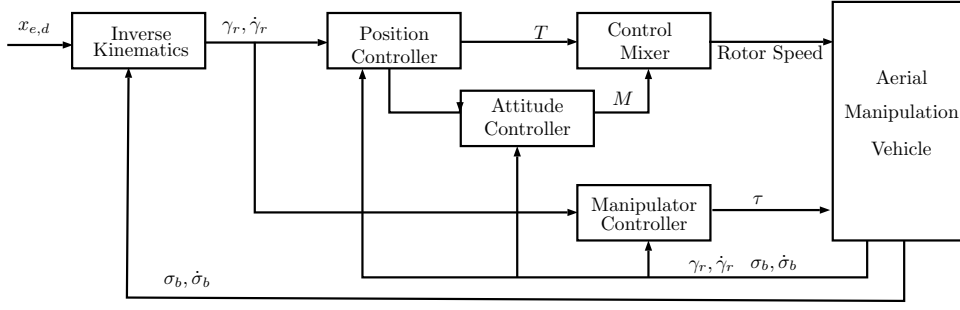 x_{e,d}
Inverse
Kinematics
γ_r, γ̇_r
Position
Controller
T
Control
Mixer
Rotor Speed
Aerial
Manipulation
Vehicle
Attitude
Controller
M
Manipulator
Controller
τ
γ_r, γ̇_r σ_b, σ̇_b
σ_b, σ̇_b